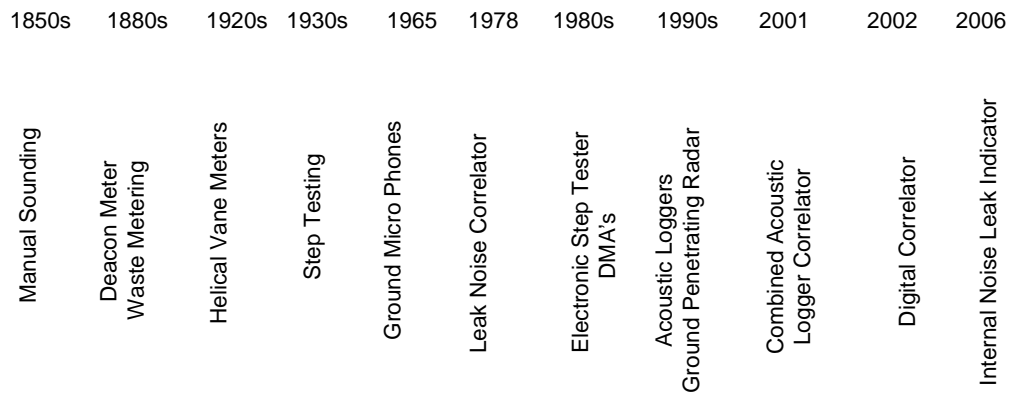 1850s 1880s 1920s 1930s 1965 1978 1980s 1990s 2001 2002 2006
Manual Sounding
Deacon Meter
Waste Metering
Helical Vane Meters
Step Testing
Ground Micro Phones
Leak Noise Correlator
Electronic Step Tester
DMA's
Acoustic Loggers
Ground Penetrating Radar
Combined Acoustic
Logger Correlator
Digital Correlator
Internal Noise Leak Indicator